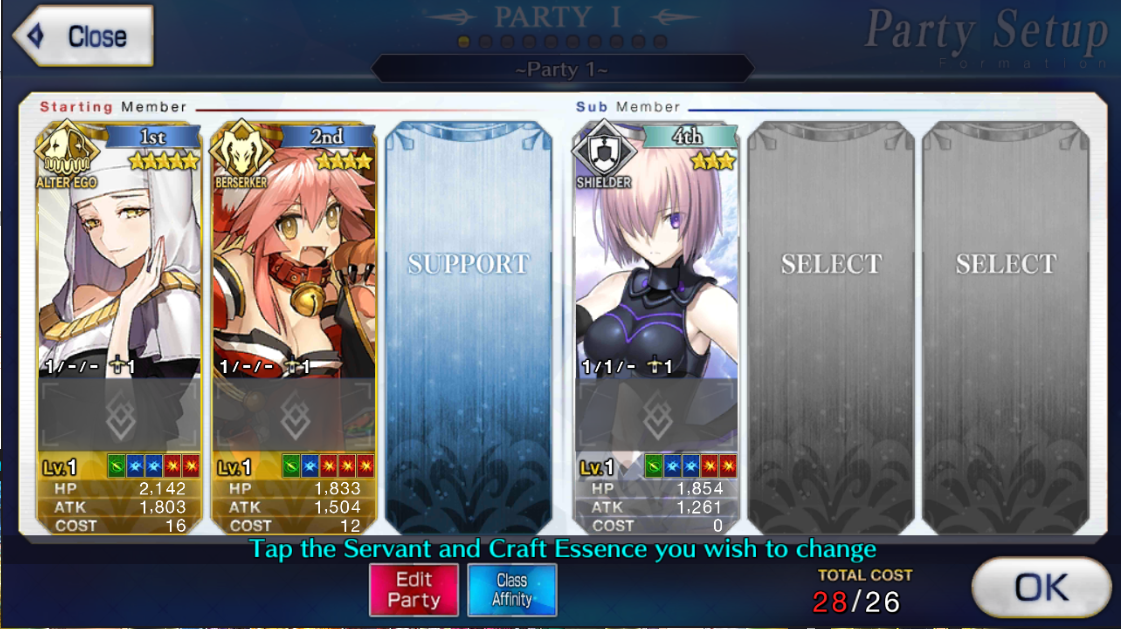 Close
PARTY I
Party Setup
Formation
~Party 1~
Starting Member
Sub Member
1st
2nd
4th
ALTER EGO
BERSERKER
SHIELDER
SUPPORT
SELECT
SELECT
1/-/- 1
1/-/- 1
1/1/- 1
Lv.1
Lv.1
Lv.1
HP 2,142
ATK 1,803
COST 16
HP 1,833
ATK 1,504
COST 12
HP 1,854
ATK 1,261
COST 0
Tap the Servant and Craft Essence you wish to change
Edit
Party
Class
Affinity
TOTAL COST
28/26
OK